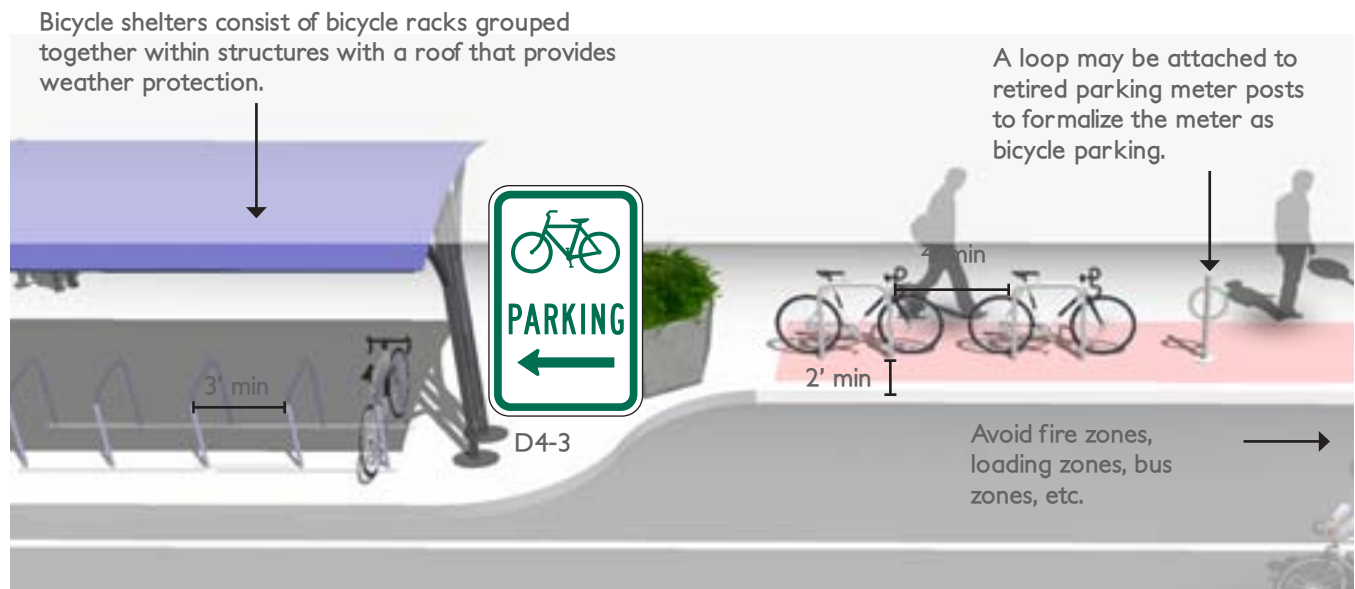 Bicycle shelters consist of bicycle racks grouped
together within structures with a roof that provides
weather protection.
A loop may be attached to
retired parking meter posts
to formalize the meter as
bicycle parking.
PARKING
D4-3
3' min
4' min
2' min
Avoid fire zones,
loading zones, bus
zones, etc.